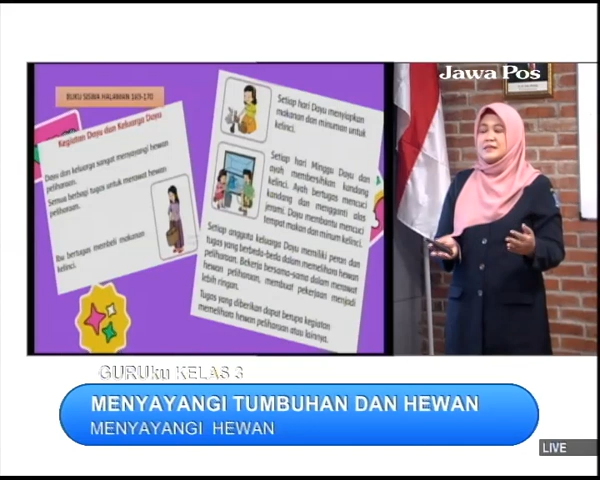 Jawa Pos
BUKU SISWA HALAMAN 169-170
Kegiatan Dayu dan Keluarga Dayu
Dayu dan keluarga sangat menyayangi hewan
peliharaan.
Semua berbagi tugas untuk merawat hewan
peliharaan.
Ibu bertugas membeli makanan
kelinci.
Setiap hari Dayu menyiapkan
makanan dan minuman untuk
kelinci.
Setiap hari Minggu Dayu dan
ayah membersihkan kandang
kelinci. Ayah bertugas mencuci
kandang dan mengganti alas
jerami. Dayu membantu mencuci
tempat makan dan minum kelinci.
Setiap anggota keluarga Dayu memiliki peran dan
tugas yang berbeda-beda dalam memelihara hewan
peliharaan. Bekerja bersama-sama dalam merawat
hewan peliharaan, membuat pekerjaan menjadi
lebih ringan.
Tugas yang diberikan dapat berupa kegiatan
memelihara hewan peliharaan atau lainnya.
GURUku KELAS 3
MENYAYANGI TUMBUHAN DAN HEWAN
MENYAYANGI HEWAN
LIVE